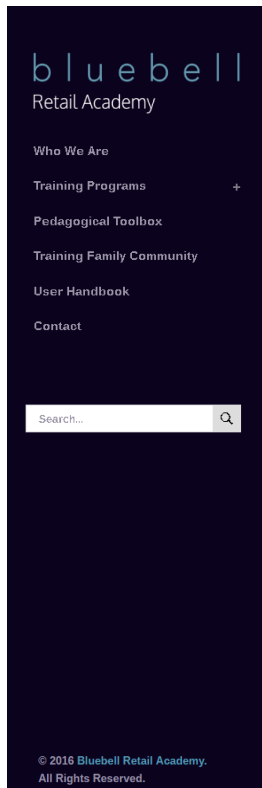 bluebell
Retail Academy
Who We Are
Training Programs +
Pedagogical Toolbox
Training Family Community
User Handbook
Contact
Search...
© 2016 Bluebell Retail Academy.
All Rights Reserved.